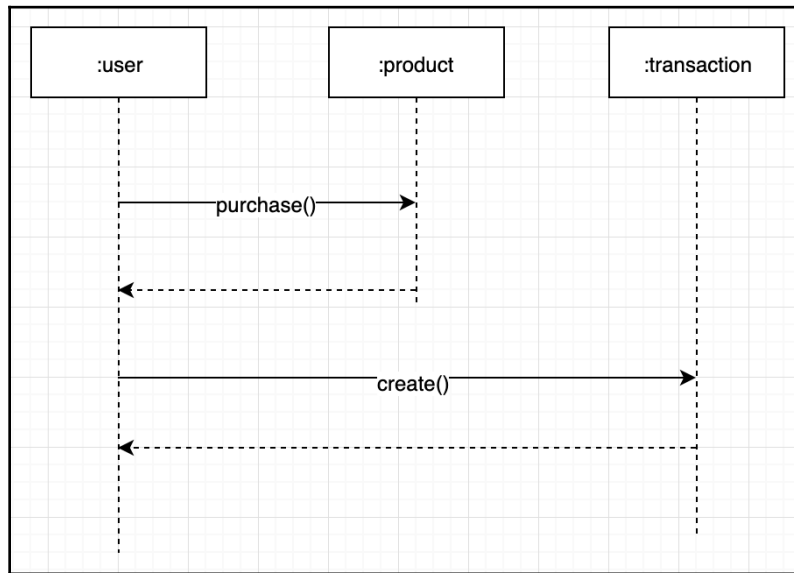 :user
:product
:transaction
purchase()
create()